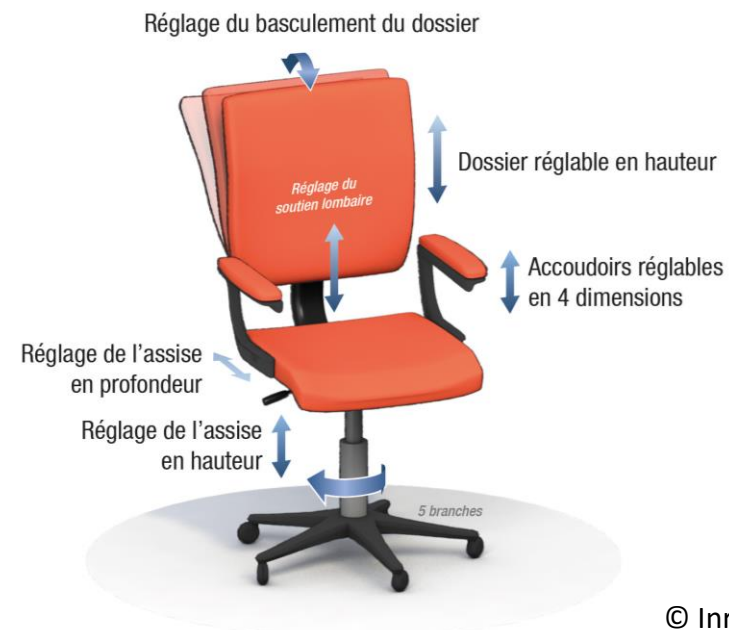 Réglage du basculement du dossier
Dossier réglable en hauteur
Réglage du
soutien lombaire
Accoudoirs réglables
en 4 dimensions
Réglage de l'assise
en profondeur
Réglage de l'assise
en hauteur
5 branches
©